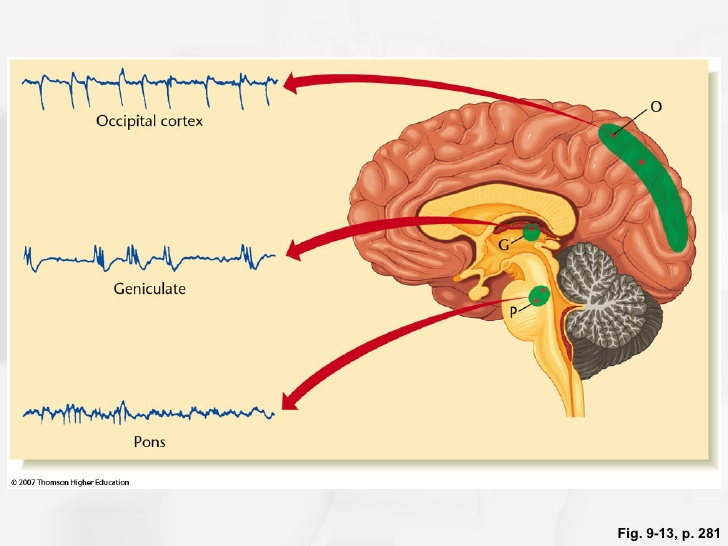 Occipital cortex
O
G
Geniculate
P
Pons
© 2007 Thomson Higher Education
Fig. 9-13, p. 281